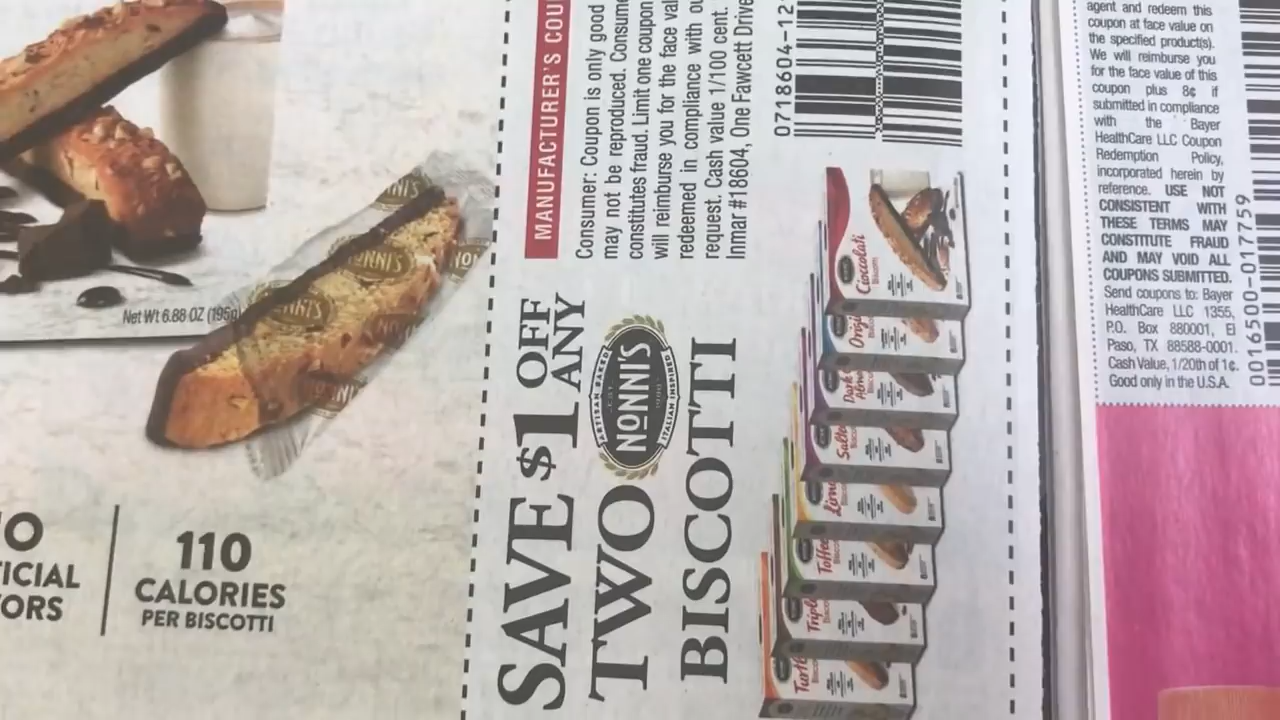 Net Wt 6.88 OZ (195g)
NONNI'S
NONNI'S
NONNI'S
110
CALORIES
PER BISCOTTI
MANUFACTURER'S COU
Consumer: Coupon is only good
may not be reproduced. Consume
constitutes fraud. Limit one coupon
will reimburse you for the face val
redeemed in compliance with ou
request. Cash value 1/100 cent.
Inmar #18604, One Fawcett Drive
SAVE $1 OFF
ANY
TWO
ARTISAN BAKED
NONNI'S
ITALIAN INSPIRED
BISCOTTI
0718604-12
Cioccolati
Biscotti
Origi
Dark
Almo
Salte
Limo
Toffee
Triple
Turtle
agent and redeem this
coupon at face value on
the specified product(s).
We will reimburse you
for the face value of this
coupon plus 8¢ if
submitted in compliance
with the Bayer
HealthCare LLC Coupon
Redemption Policy,
incorporated herein by
reference. USE NOT
CONSISTENT WITH
THESE TERMS MAY
CONSTITUTE FRAUD
AND MAY VOID ALL
COUPONS SUBMITTED.
Send coupons to: Bayer
HealthCare LLC 1355,
P.O. Box 880001, El
Paso, TX 88588-0001.
Cash Value, 1/20th of 1¢.
Good only in the U.S.A.
0016500-017759